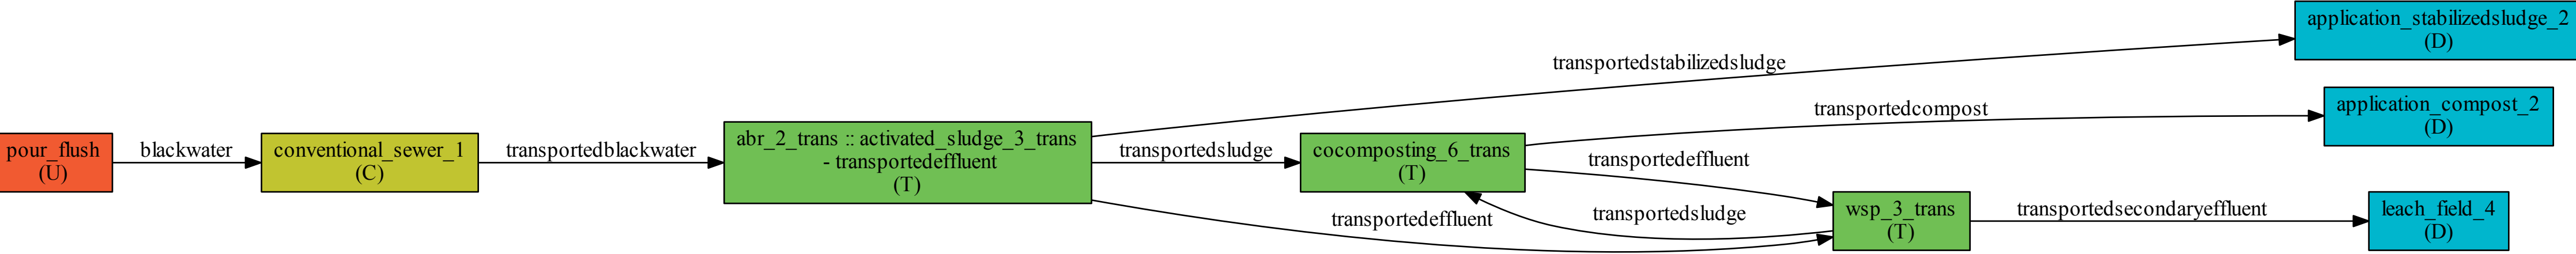 pour_flush
(U)
blackwater
conventional_sewer_1
(C)
transportedblackwater
abr_2_trans :: activated_sludge_3_trans
- transportedeffluent
(T)
transportedstabilizedsludge
application_stabilizedsludge_2
(D)
transportedsludge
cocomposting_6_trans
(T)
transportedcompost
application_compost_2
(D)
transportedeffluent
transportedeffluent
transportedsludge
wsp_3_trans
(T)
transportedsecondaryeffluent
leach_field_4
(D)